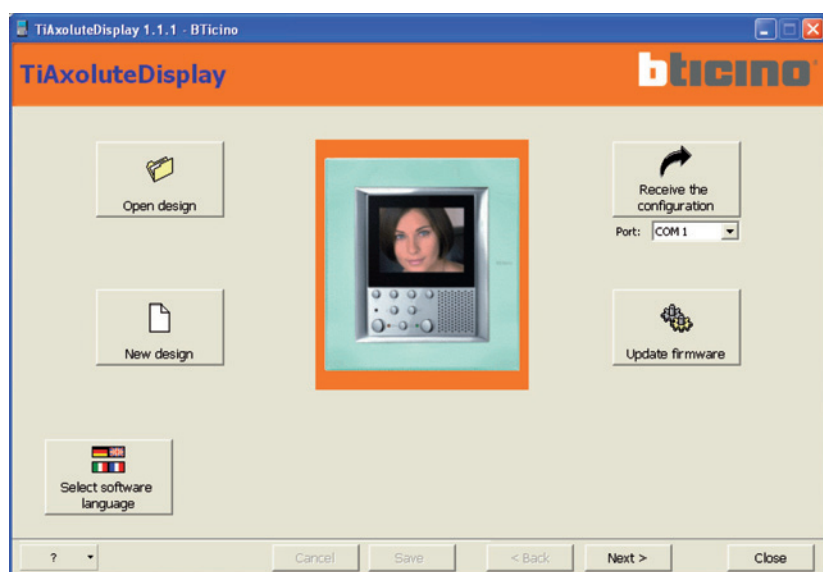 TiAxoluteDisplay 1.1.1 - BTicino
TiAxoluteDisplay
bticino
Open design
Receive the
configuration
Port: COM 1
New design
Update firmware
Select software
language
? Cancel Save < Back Next > Close